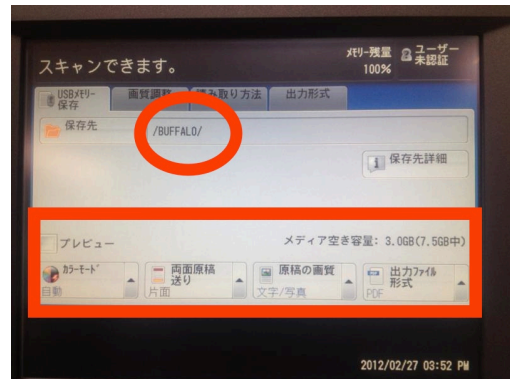 スキャンできます。
メモリー残量
100%
ユーザー
未認証
USBメモリー
保存
画質調整
読み取り方法
出力形式
保存先
/BUFFALO/
保存先詳細
プレビュー
メディア空き容量: 3.0GB(7.5GB中)
カラーモード
自動
両面原稿
送り
片面
原稿の画質
文字/写真
出力ファイル
形式
PDF
2012/02/27 03:52 PM